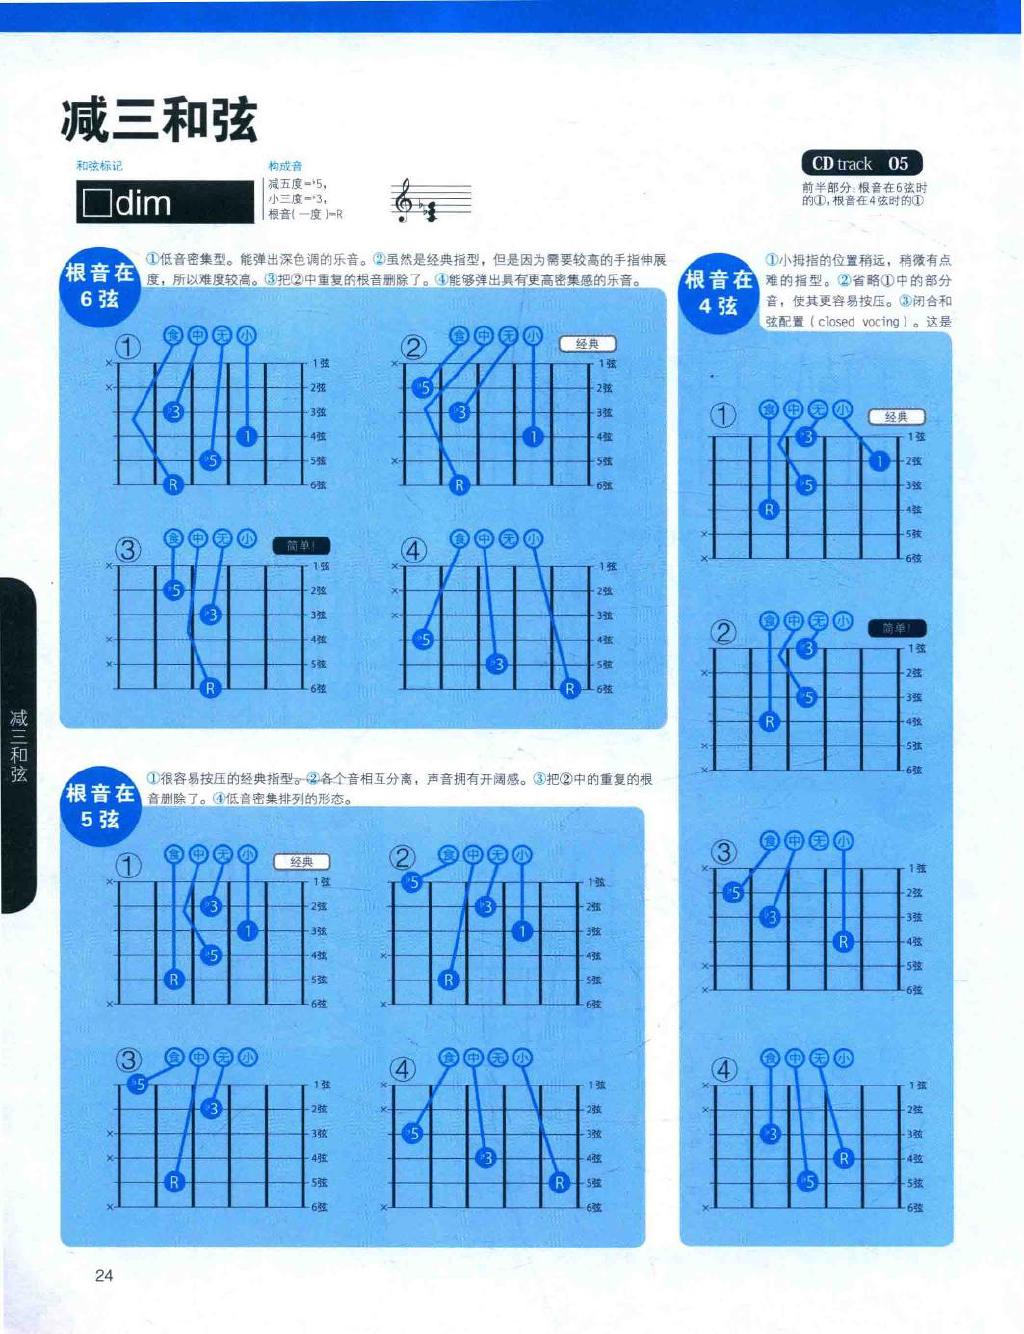 减三和弦
和弦标记
□dim
构成音
减五度=♭5，
小三度=♭3，
根音(一度)=R
CD track 05
前半部分:根音在6弦时
的①，根音在4弦时的①
根音在
6弦
①低音密集型。能弹出深色调的乐音。②虽然是经典指型，但是因为需要较高的手指伸展
度，所以难度较高。③把②中重复的根音删除了。④能够弹出具有更高密集感的乐音。
① 食 中 无 小
× 1弦
× 2弦
♭3 3弦
1 4弦
♭5 5弦
R 6弦
② 食 中 无 小 经典
× 1弦
♭5 2弦
♭3 3弦
1 4弦
× 5弦
R 6弦
③ 食 中 无 小 简单!
× 1弦
♭5 2弦
♭3 3弦
× 4弦
× 5弦
R 6弦
④ 食 中 无 小
× 1弦
× 2弦
× 3弦
♭5 4弦
♭3 5弦
R 6弦
根音在
5弦
①很容易按压的经典指型。②各个音相互分离，声音拥有开阔感。③把②中的重复的根
音删除了。④低音密集排列的形态。
① 食 中 无 小 经典
× 1弦
♭3 2弦
1 3弦
♭5 4弦
R 5弦
× 6弦
② 食 中 无 小
♭5 1弦
♭3 2弦
1 3弦
× 4弦
R 5弦
× 6弦
③ 食 中 无 小
♭5 1弦
♭3 2弦
× 3弦
× 4弦
R 5弦
× 6弦
④ 食 中 无 小
× 1弦
× 2弦
♭5 3弦
♭3 4弦
R 5弦
× 6弦
根音在
4弦
①小拇指的位置稍远，稍微有点
难的指型。②省略①中的部分
音，使其更容易按压。③闭合和
弦配置(closed vocing)。这是
① 食 中 无 小 经典
♭3 1弦
1 2弦
♭5 3弦
R 4弦
× 5弦
× 6弦
② 食 中 无 小 简单!
♭3 1弦
× 2弦
♭5 3弦
R 4弦
× 5弦
× 6弦
③ 食 中 无 小
× 1弦
♭5 2弦
♭3 3弦
R 4弦
× 5弦
× 6弦
④ 食 中 无 小
× 1弦
× 2弦
♭3 3弦
R 4弦
♭5 5弦
× 6弦
减三和弦
24